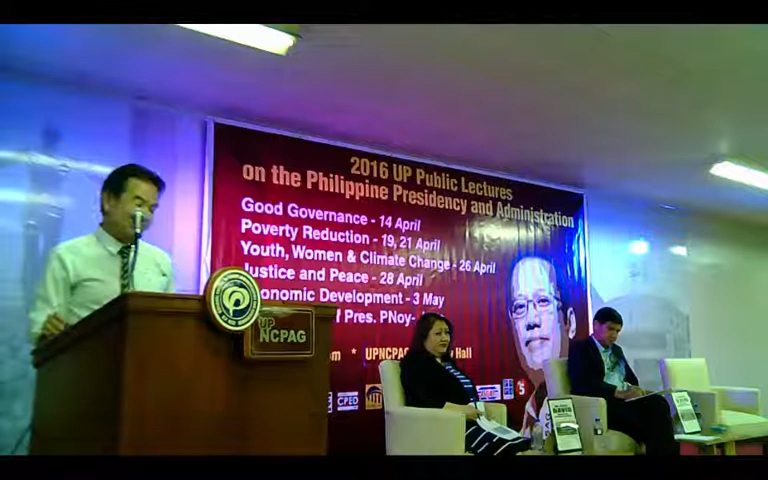 2016 UP Public Lectures
on the Philippine Presidency and Administration
Good Governance - 14 April
Poverty Reduction - 19, 21 April
Youth, Women & Climate Change - 26 April
Justice and Peace - 28 April
onomic Development - 3 May
f Pres. PNoy-
UPNCPAG
Hall
UP
NCPAG
CPED
5
DAVID